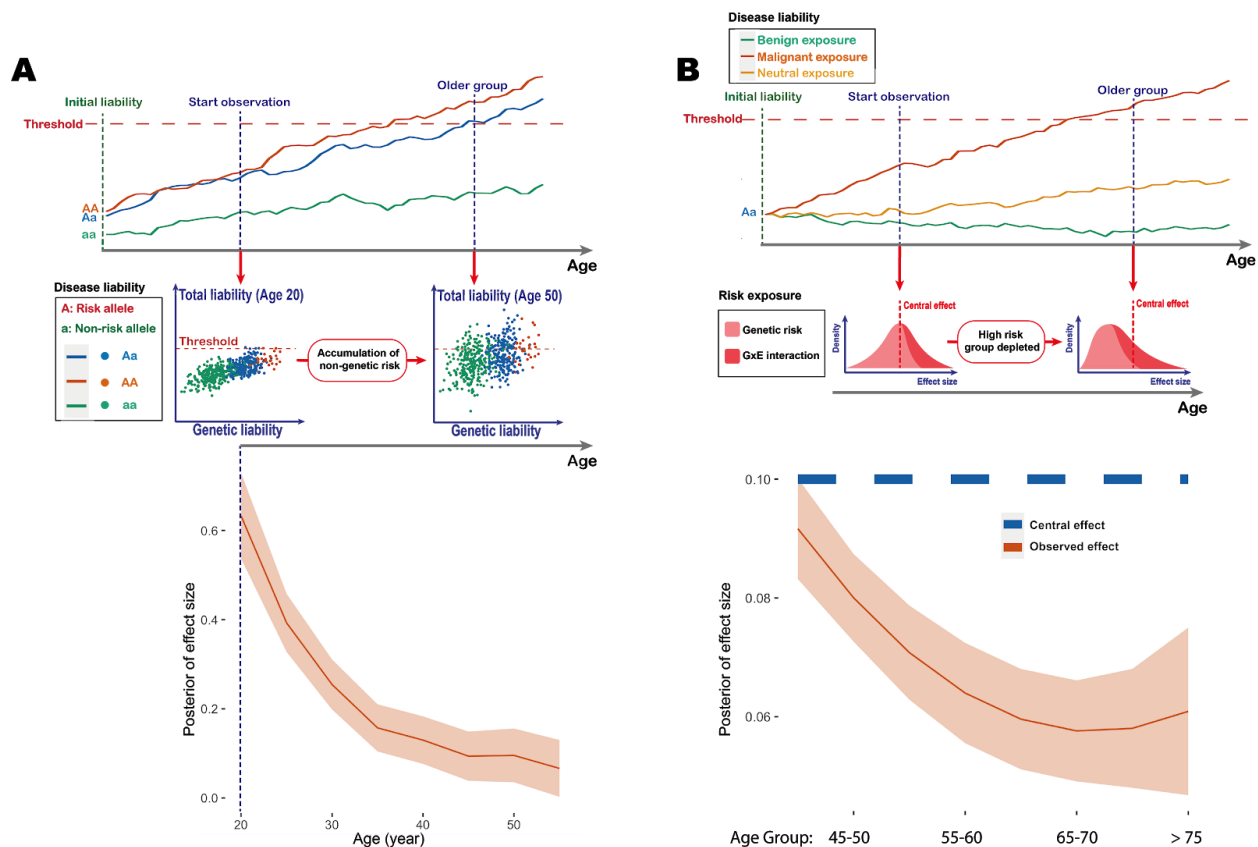 A
Initial liability
Start observation
Older group
Threshold
AA
Aa
aa
Age
Disease liability
A: Risk allele
a: Non-risk allele
Aa
AA
aa
Total liability (Age 20)
Threshold
Genetic liability
Accumulation of
non-genetic risk
Total liability (Age 50)
Genetic liability
Age
Posterior of effect size
0.6
0.4
0.2
0.0
20
30
40
50
Age (year)
B
Disease liability
Benign exposure
Malignant exposure
Neutral exposure
Initial liability
Start observation
Older group
Threshold
Aa
Age
Risk exposure
Genetic risk
GxE interaction
Central effect
Density
Effect size
High risk
group depleted
Central effect
Density
Effect size
Age
Posterior of effect size
0.10
0.08
0.06
Central effect
Observed effect
Age Group: 45-50 55-60 65-70 > 75